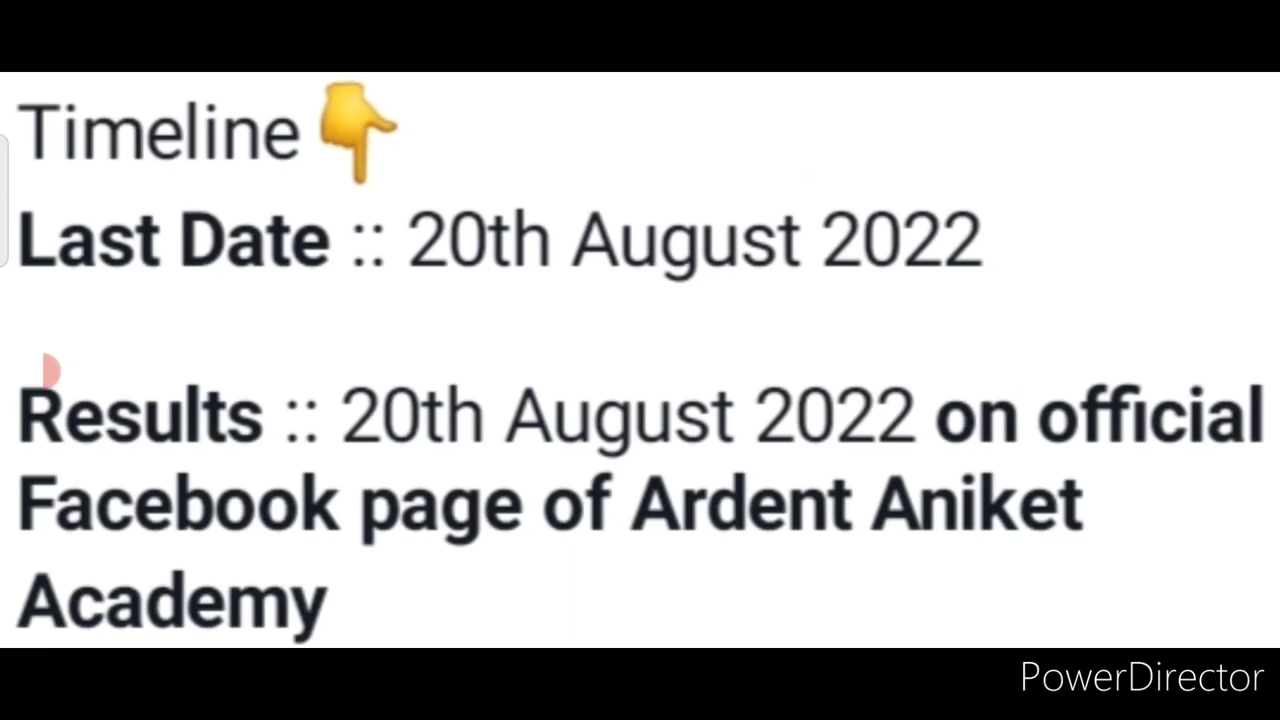 Timeline👇
Last Date :: 20th August 2022
Results :: 20th August 2022 on official
Facebook page of Ardent Aniket
Academy
PowerDirector